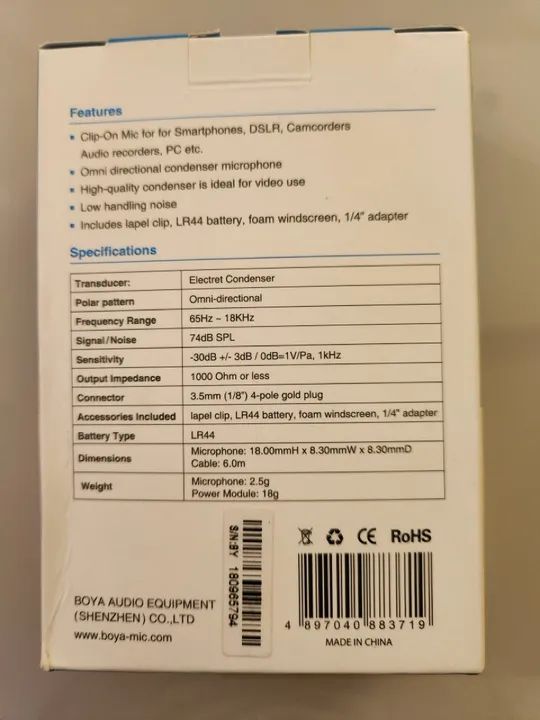 Features
• Clip-On Mic for for Smartphones, DSLR, Camcorders
Audio recorders, PC etc.
• Omni directional condenser microphone
• High-quality condenser is ideal for video use
• Low handling noise
• Includes lapel clip, LR44 battery, foam windscreen, 1/4" adapter
Specifications
Transducer: Electret Condenser
Polar pattern Omni-directional
Frequency Range 65Hz ~ 18KHz
Signal/Noise 74dB SPL
Sensitivity -30dB +/- 3dB / 0dB=1V/Pa, 1kHz
Output Impedance 1000 Ohm or less
Connector 3.5mm (1/8") 4-pole gold plug
Accessories Included lapel clip, LR44 battery, foam windscreen, 1/4" adapter
Battery Type LR44
Dimensions Microphone: 18.00mmH x 8.30mmW x 8.30mmD
Cable: 6.0m
Weight Microphone: 2.5g
Power Module: 18g
S/N:BY 180965794
CE RoHS
BOYA AUDIO EQUIPMENT
(SHENZHEN) CO.,LTD
www.boya-mic.com
4 897040 883719
MADE IN CHINA